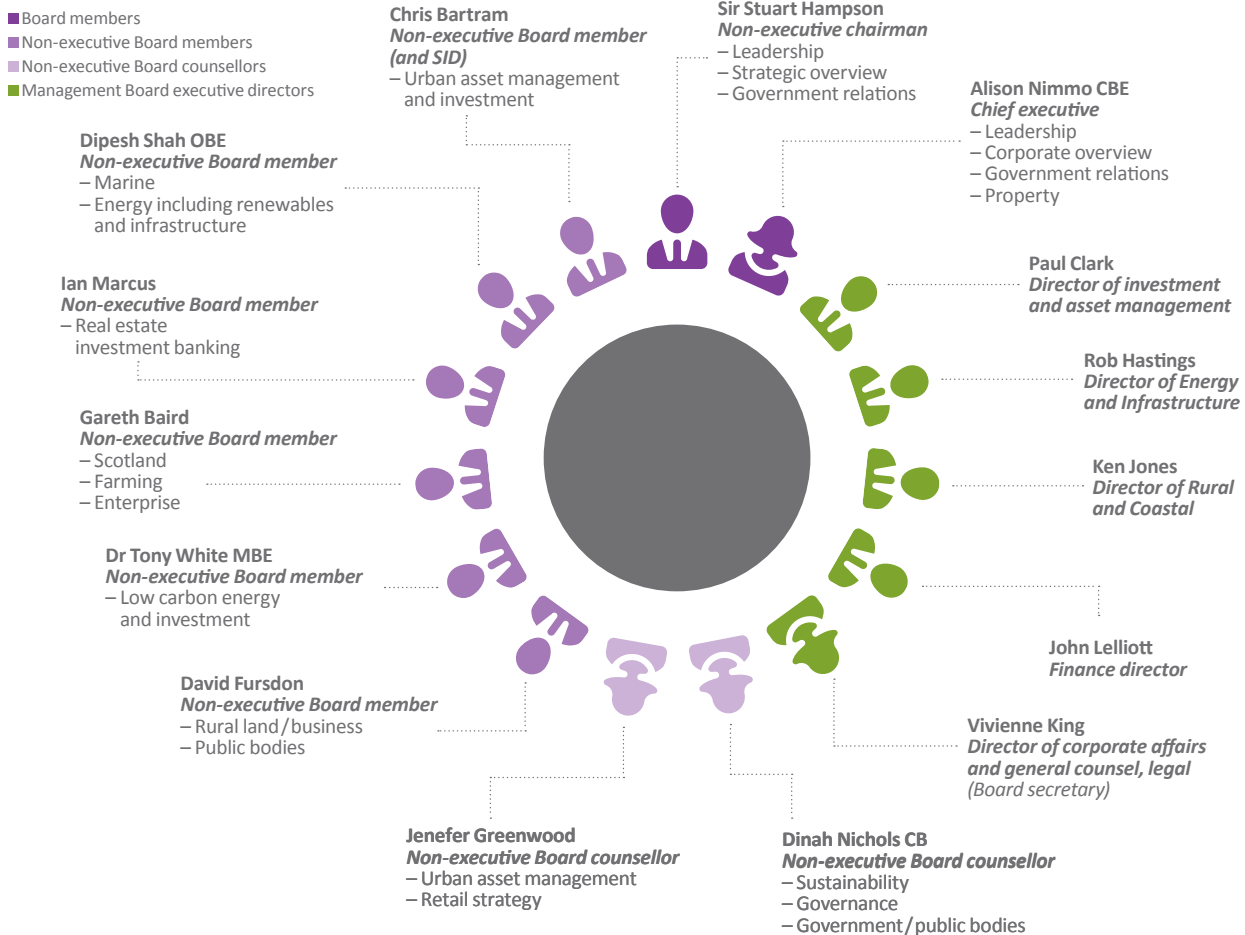 Board members
Non-executive Board members
Non-executive Board counsellors
Management Board executive directors
Chris Bartram
Non-executive Board member
(and SID)
– Urban asset management
and investment
Sir Stuart Hampson
Non-executive chairman
– Leadership
– Strategic overview
– Government relations
Alison Nimmo CBE
Chief executive
– Leadership
– Corporate overview
– Government relations
– Property
Dipesh Shah OBE
Non-executive Board member
– Marine
– Energy including renewables
and infrastructure
Paul Clark
Director of investment
and asset management
Ian Marcus
Non-executive Board member
– Real estate
investment banking
Rob Hastings
Director of Energy
and Infrastructure
Gareth Baird
Non-executive Board member
– Scotland
– Farming
– Enterprise
Ken Jones
Director of Rural
and Coastal
Dr Tony White MBE
Non-executive Board member
– Low carbon energy
and investment
John Lelliott
Finance director
David Fursdon
Non-executive Board member
– Rural land/business
– Public bodies
Vivienne King
Director of corporate affairs
and general counsel, legal
(Board secretary)
Jenefer Greenwood
Non-executive Board counsellor
– Urban asset management
– Retail strategy
Dinah Nichols CB
Non-executive Board counsellor
– Sustainability
– Governance
– Government/public bodies